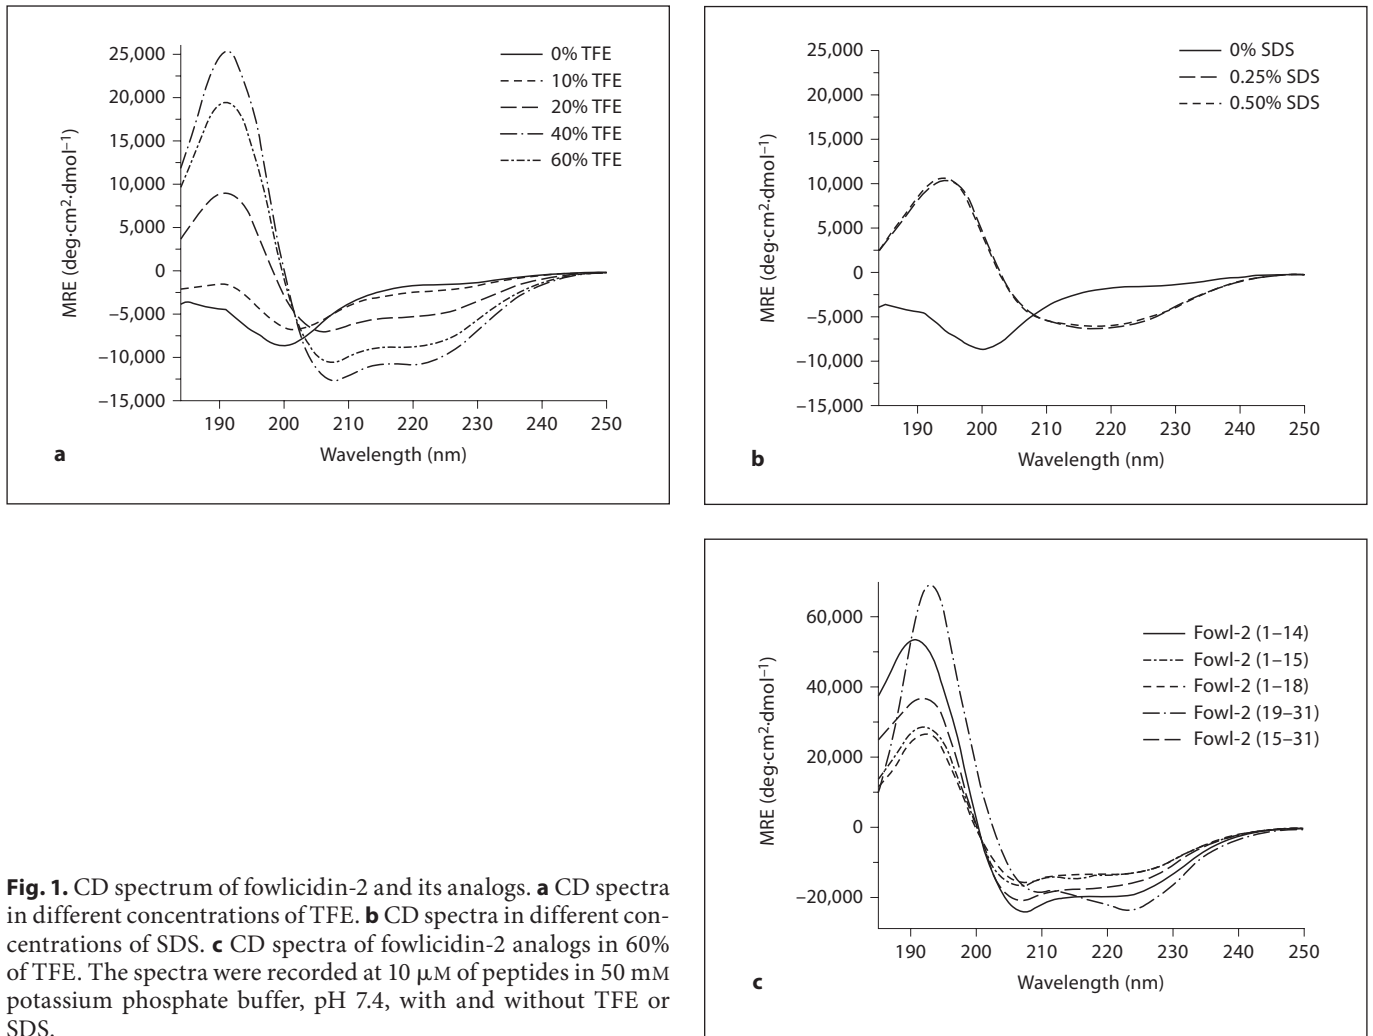 25,000
20,000
15,000
10,000
5,000
0
–5,000
–10,000
–15,000
MRE (deg·cm²·dmol⁻¹)
0% TFE
10% TFE
20% TFE
40% TFE
60% TFE
190 200 210 220 230 240 250
Wavelength (nm)
a
25,000
20,000
15,000
10,000
5,000
0
–5,000
–10,000
–15,000
MRE (deg·cm²·dmol⁻¹)
0% SDS
0.25% SDS
0.50% SDS
190 200 210 220 230 240 250
Wavelength (nm)
b
60,000
40,000
20,000
0
–20,000
MRE (deg·cm²·dmol⁻¹)
Fowl-2 (1–14)
Fowl-2 (1–15)
Fowl-2 (1–18)
Fowl-2 (19–31)
Fowl-2 (15–31)
190 200 210 220 230 240 250
Wavelength (nm)
c
Fig. 1. CD spectrum of fowlicidin-2 and its analogs. a CD spectra
in different concentrations of TFE. b CD spectra in different con-
centrations of SDS. c CD spectra of fowlicidin-2 analogs in 60%
of TFE. The spectra were recorded at 10 μM of peptides in 50 mM
potassium phosphate buffer, pH 7.4, with and without TFE or
SDS.